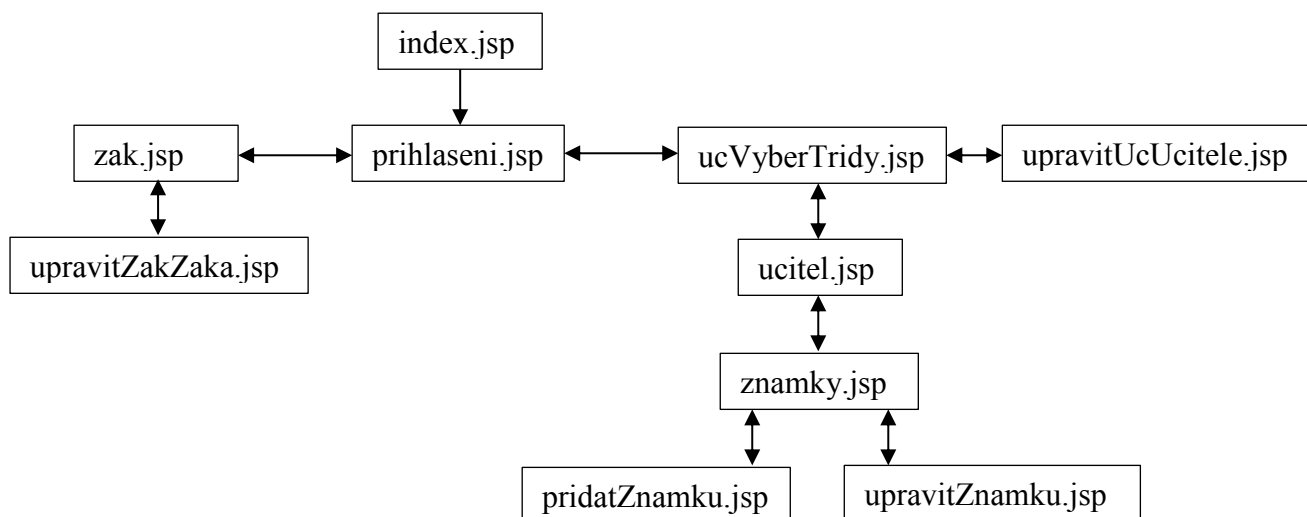 index.jsp
zak.jsp
prihlaseni.jsp
ucVyberTridy.jsp
upravitUcUcitele.jsp
upravitZakZaka.jsp
ucitel.jsp
znamky.jsp
pridatZnamku.jsp
upravitZnamku.jsp